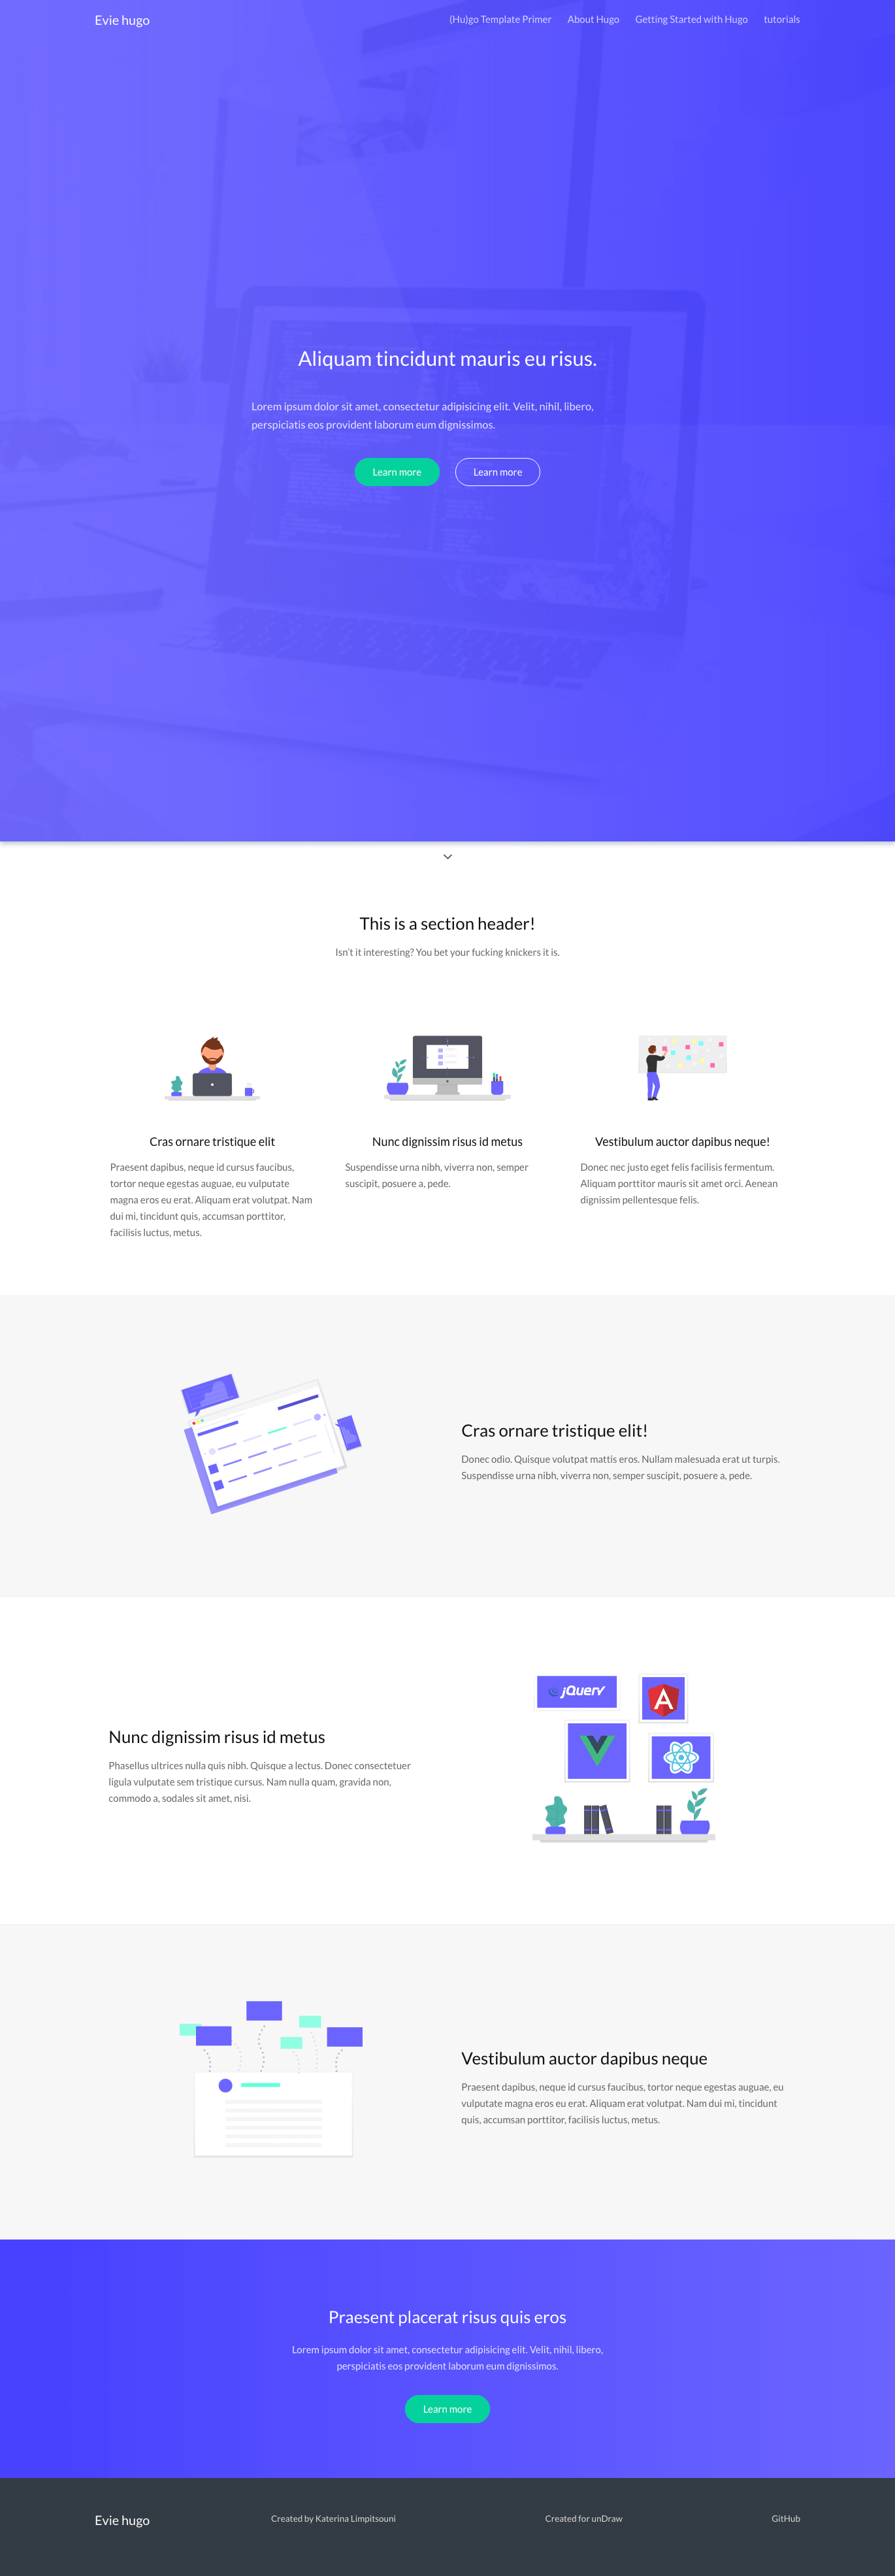 Evie hugo
(Hu)go Template Primer About Hugo Getting Started with Hugo tutorials
Aliquam tincidunt mauris eu risus.
Lorem ipsum dolor sit amet, consectetur adipisicing elit. Velit, nihil, libero,
perspiciatis eos provident laborum eum dignissimos.
Learn more
Learn more
This is a section header!
Isn't it interesting? You bet your fucking knickers it is.
Cras ornare tristique elit
Praesent dapibus, neque id cursus faucibus,
tortor neque egestas auguae, eu vulputate
magna eros eu erat. Aliquam erat volutpat. Nam
dui mi, tincidunt quis, accumsan porttitor,
facilisis luctus, metus.
Nunc dignissim risus id metus
Suspendisse urna nibh, viverra non, semper
suscipit, posuere a, pede.
Vestibulum auctor dapibus neque!
Donec nec justo eget felis facilisis fermentum.
Aliquam porttitor mauris sit amet orci. Aenean
dignissim pellentesque felis.
Cras ornare tristique elit!
Donec odio. Quisque volutpat mattis eros. Nullam malesuada erat ut turpis.
Suspendisse urna nibh, viverra non, semper suscipit, posuere a, pede.
Nunc dignissim risus id metus
Phasellus ultrices nulla quis nibh. Quisque a lectus. Donec consectetuer
ligula vulputate sem tristique cursus. Nam nulla quam, gravida non,
commodo a, sodales sit amet, nisi.
jQuery
A
Vestibulum auctor dapibus neque
Praesent dapibus, neque id cursus faucibus, tortor neque egestas auguae, eu
vulputate magna eros eu erat. Aliquam erat volutpat. Nam dui mi, tincidunt
quis, accumsan porttitor, facilisis luctus, metus.
Praesent placerat risus quis eros
Lorem ipsum dolor sit amet, consectetur adipisicing elit. Velit, nihil, libero,
perspiciatis eos provident laborum eum dignissimos.
Learn more
Evie hugo
Created by Katerina Limpitsouni
Created for unDraw
GitHub